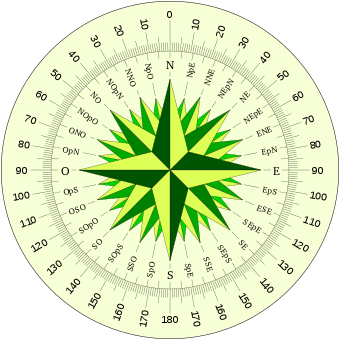 0
10
20
30
40
50
60
70
80
90
100
110
120
130
140
150
160
170
180
170
160
150
140
130
120
110
100
90
80
70
60
50
40
30
20
10
N
NpE
NNE
NEpN
NE
NEpE
ENE
EpN
E
EpS
ESE
SEpE
SE
SEpS
SSE
SpE
S
SpO
SSO
SOpS
SO
SOpO
OSO
OpS
O
OpN
ONO
NOpO
NO
NOpN
NNO
NpO